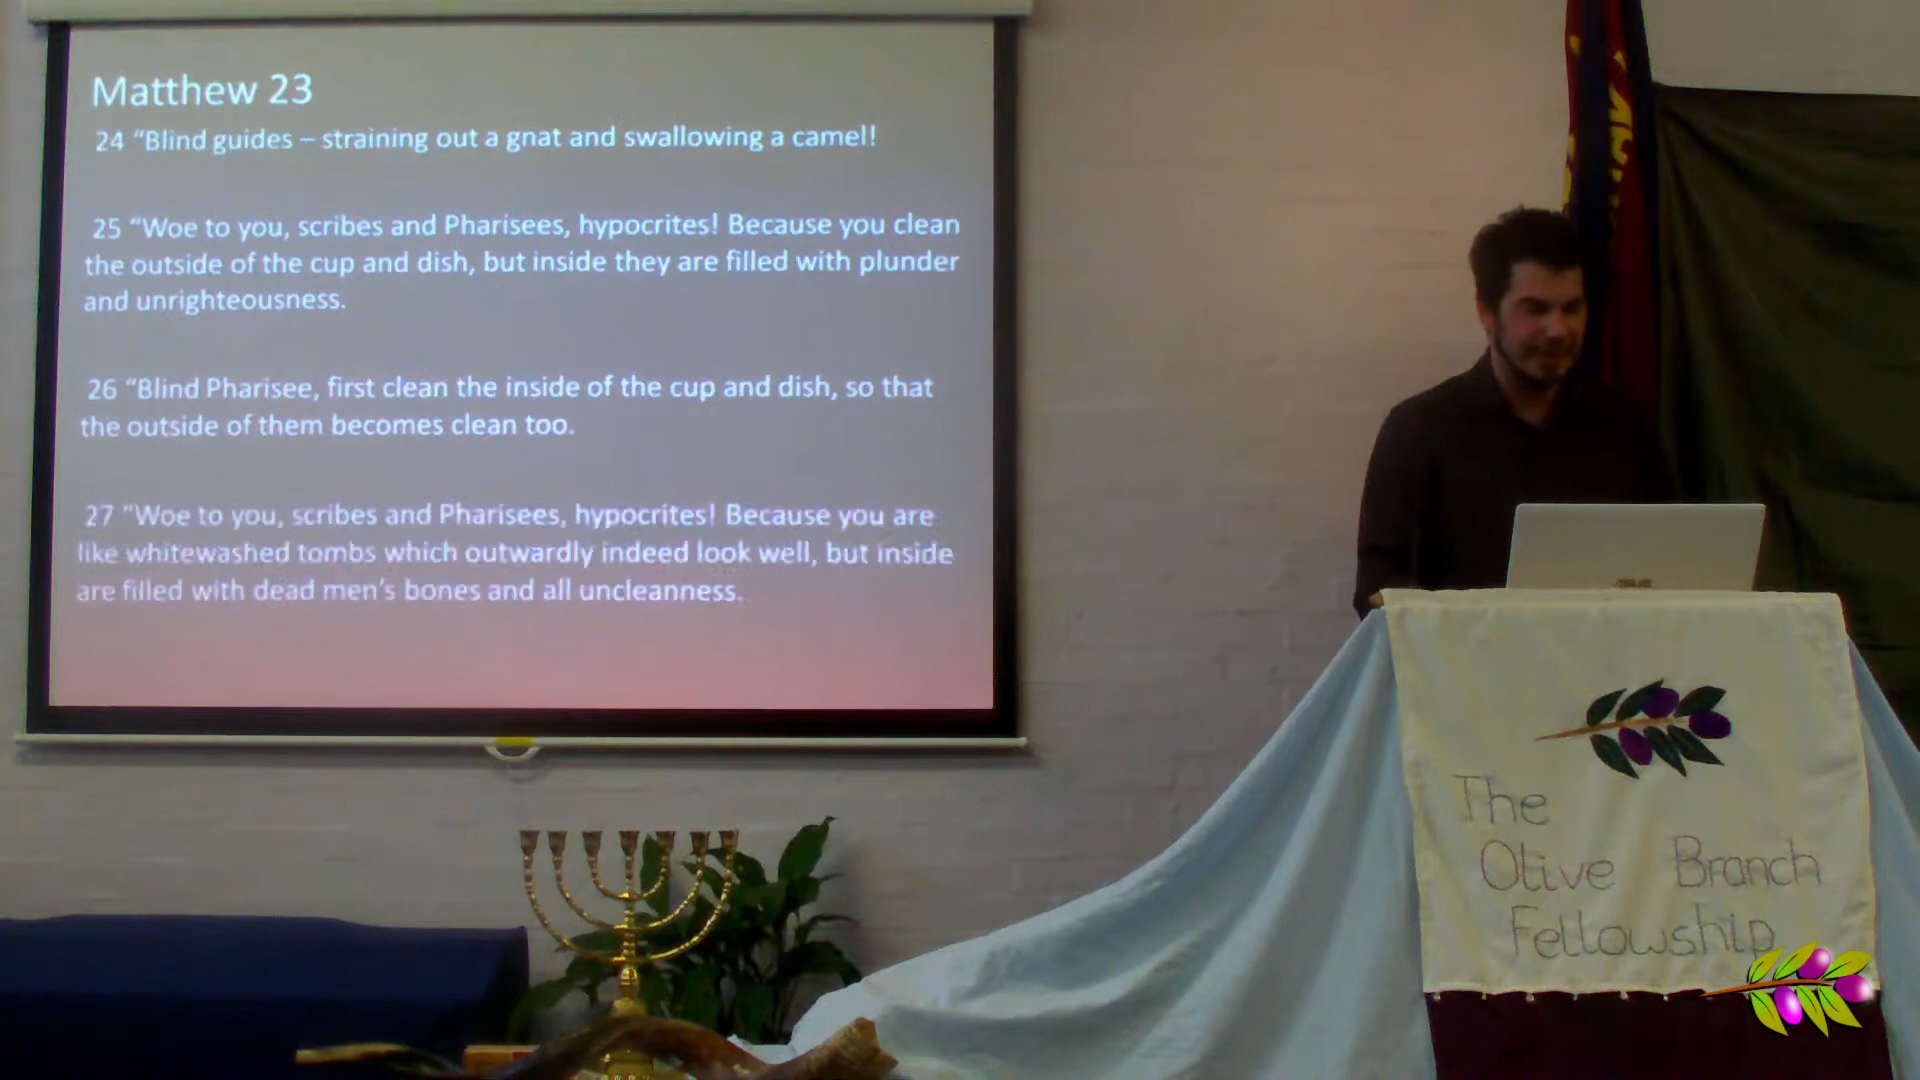 Matthew 23
24 “Blind guides – straining out a gnat and swallowing a camel!
25 “Woe to you, scribes and Pharisees, hypocrites! Because you clean
the outside of the cup and dish, but inside they are filled with plunder
and unrighteousness.
26 “Blind Pharisee, first clean the inside of the cup and dish, so that
the outside of them becomes clean too.
27 “Woe to you, scribes and Pharisees, hypocrites! Because you are
like whitewashed tombs which outwardly indeed look well, but inside
are filled with dead men’s bones and all uncleanness.
ASUS
The
Olive Branch
Fellowship